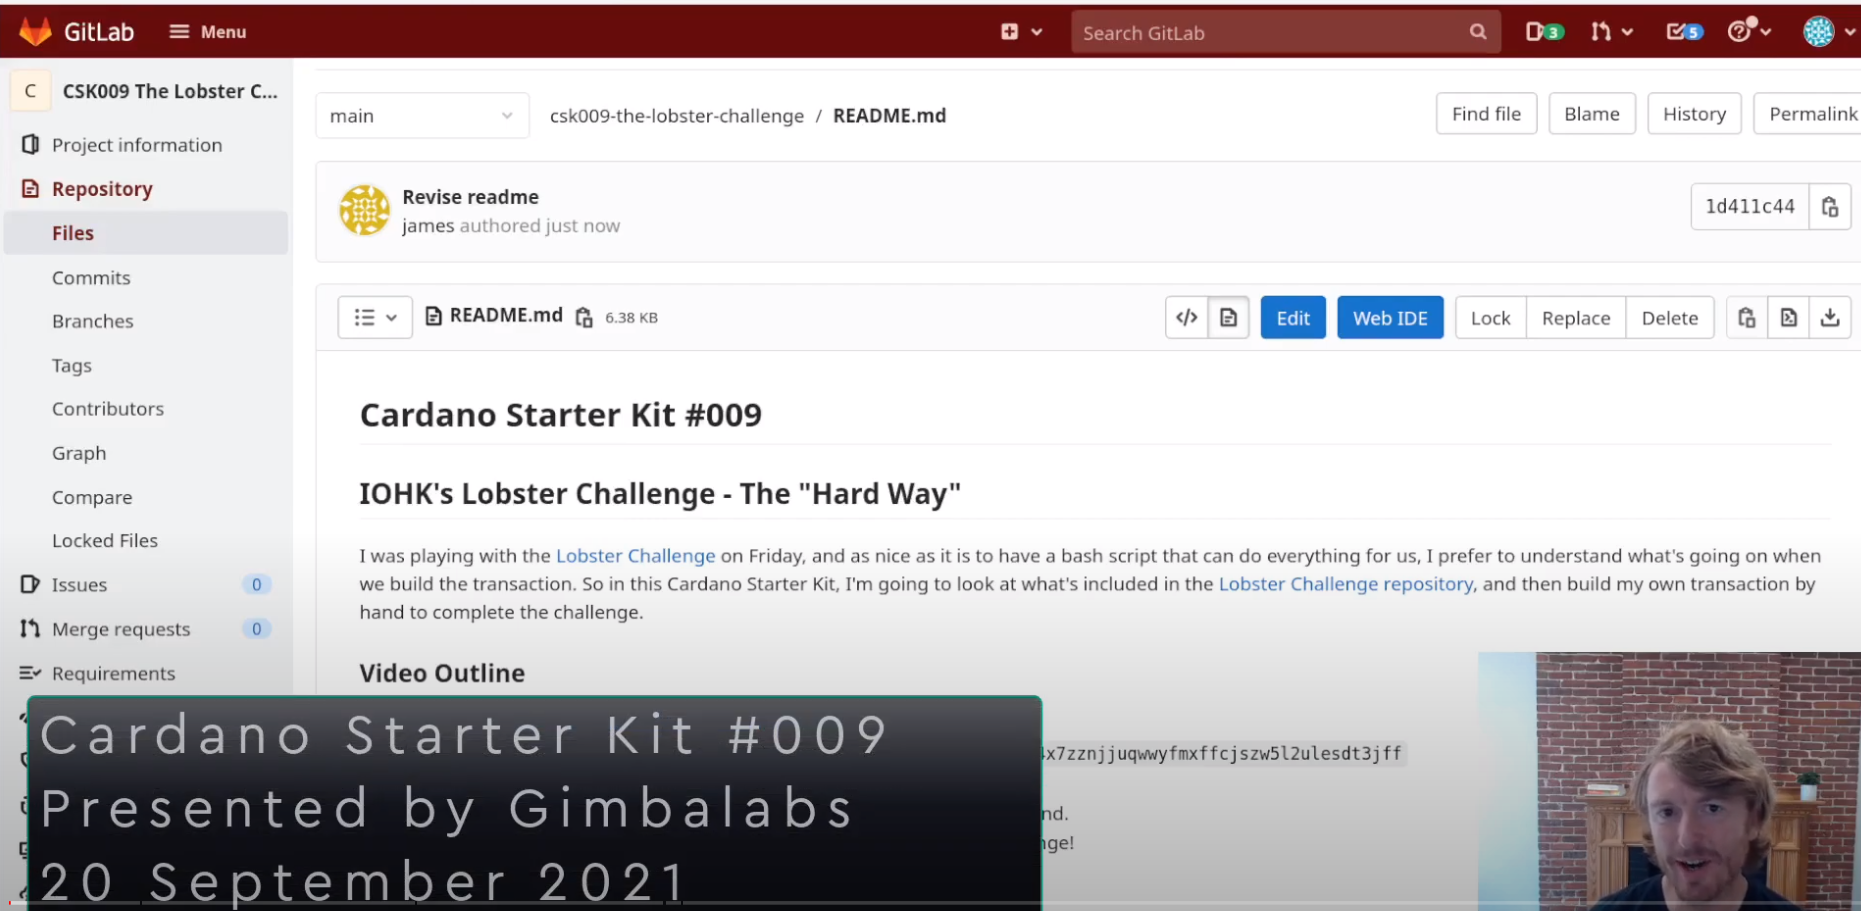 GitLab
Menu
Search GitLab
3
5
C
CSK009 The Lobster C...
Project information
Repository
Files
Commits
Branches
Tags
Contributors
Graph
Compare
Locked Files
Issues
0
Merge requests
0
Requirements
main
csk009-the-lobster-challenge / README.md
Find file
Blame
History
Permalink
Revise readme
james authored just now
1d411c44
README.md
6.38 KB
</>
Edit
Web IDE
Lock
Replace
Delete
Cardano Starter Kit #009
IOHK's Lobster Challenge - The "Hard Way"
I was playing with the Lobster Challenge on Friday, and as nice as it is to have a bash script that can do everything for us, I prefer to understand what's going on when
we build the transaction. So in this Cardano Starter Kit, I'm going to look at what's included in the Lobster Challenge repository, and then build my own transaction by
hand to complete the challenge.
Video Outline
4x7zznjjuqwwyfmxffcjszw5l2ulesdt3jff
nd.
nge!
Cardano Starter Kit #009
Presented by Gimbalabs
20 September 2021